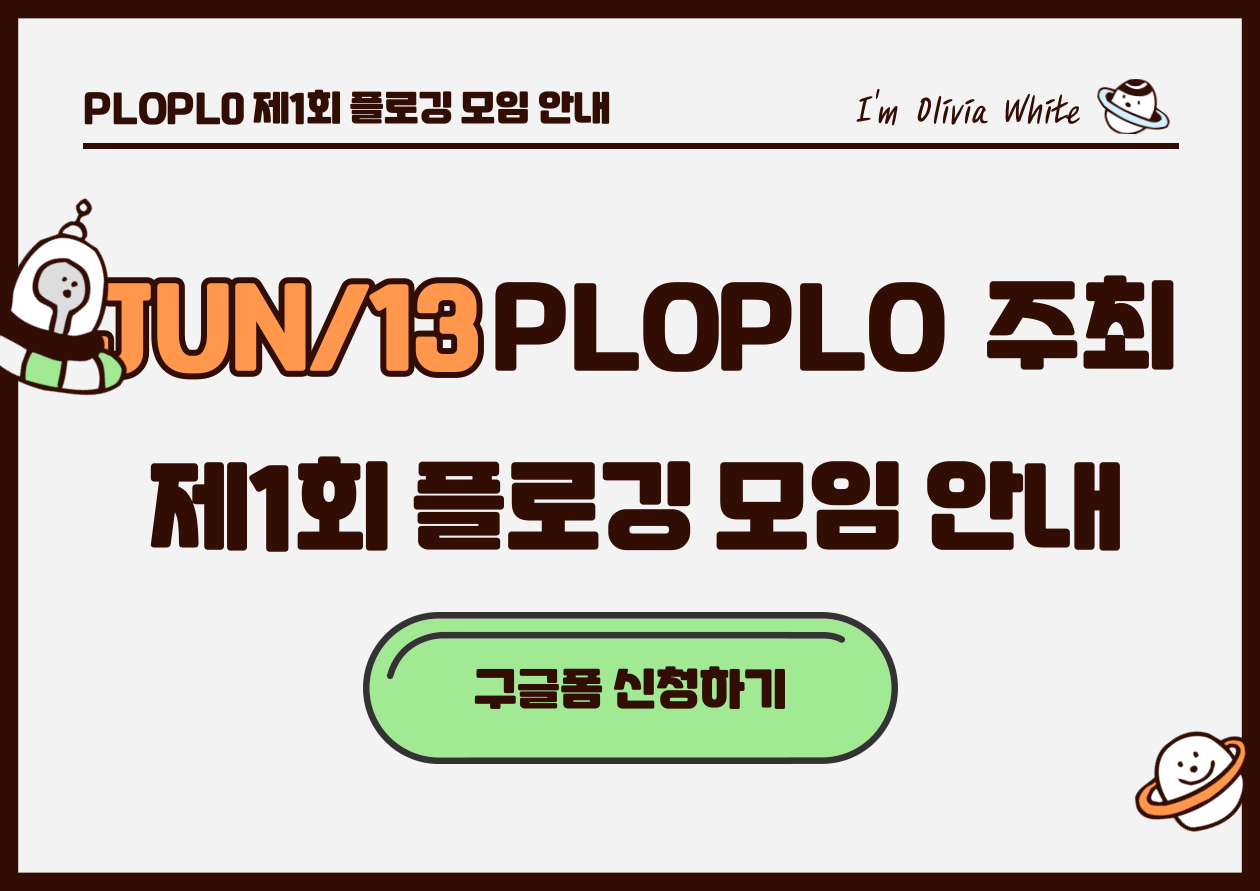 PLOPLO 제1회 플로깅 모임 안내
I'm Olivia White
JUN/13 PLOPLO 주최
제1회 플로깅 모임 안내
구글폼 신청하기